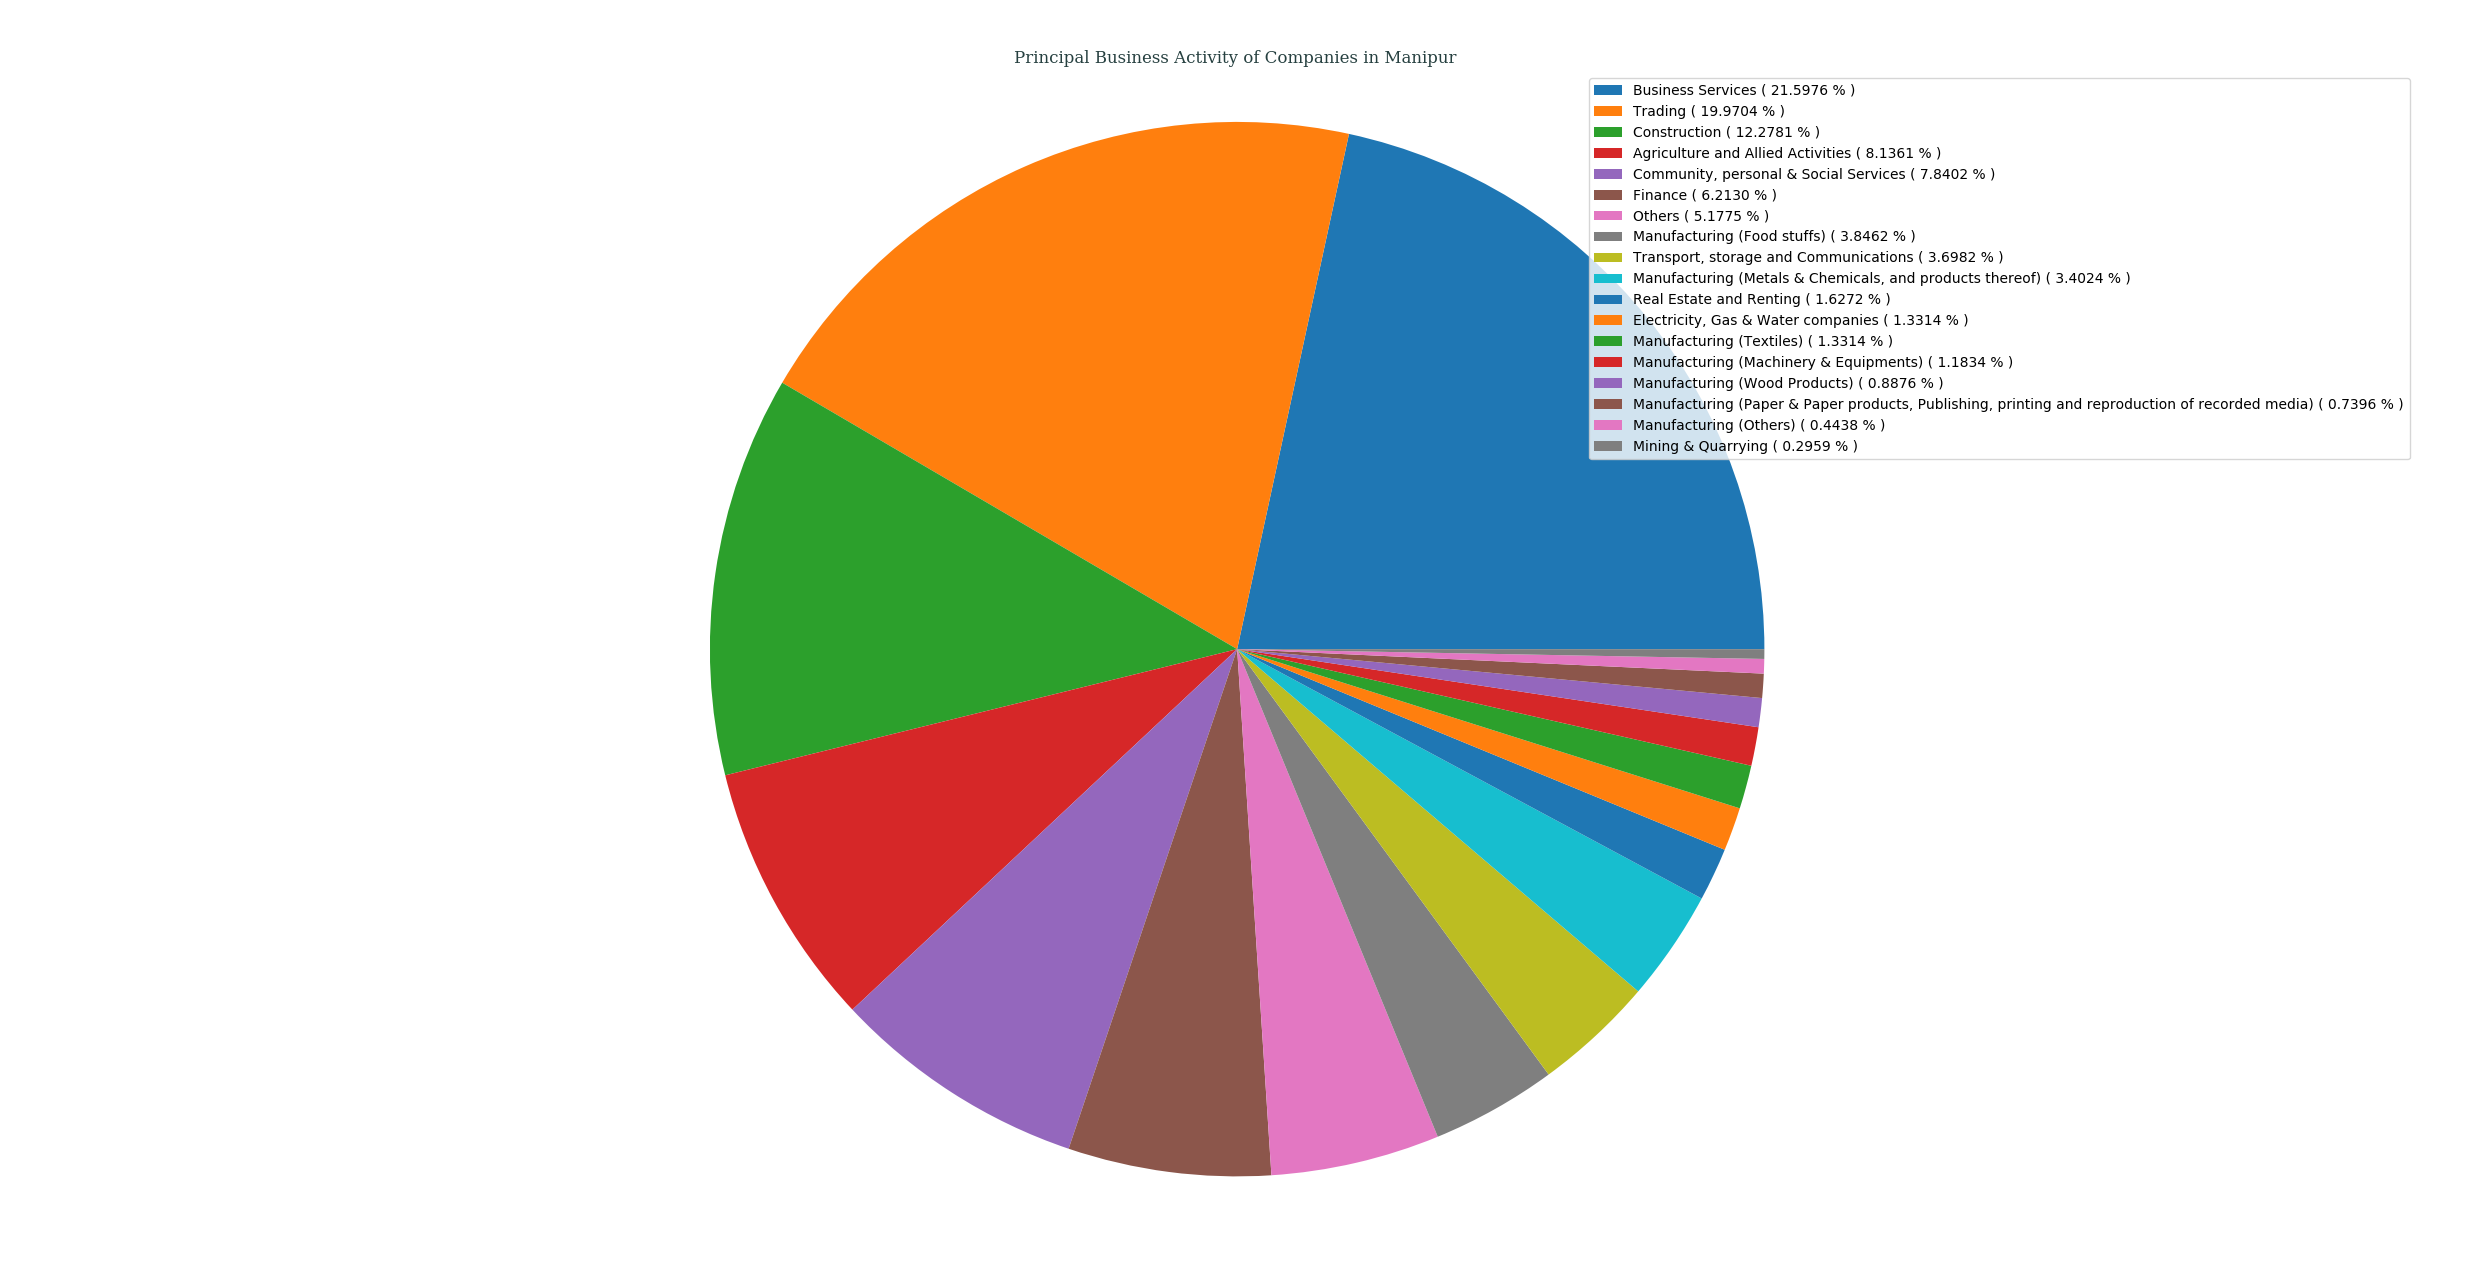 Principal Business Activity of Companies in Manipur
Business Services ( 21.5976 % )
Trading ( 19.9704 % )
Construction ( 12.2781 % )
Agriculture and Allied Activities ( 8.1361 % )
Community, personal & Social Services ( 7.8402 % )
Finance ( 6.2130 % )
Others ( 5.1775 % )
Manufacturing (Food stuffs) ( 3.8462 % )
Transport, storage and Communications ( 3.6982 % )
Manufacturing (Metals & Chemicals, and products thereof) ( 3.4024 % )
Real Estate and Renting ( 1.6272 % )
Electricity, Gas & Water companies ( 1.3314 % )
Manufacturing (Textiles) ( 1.3314 % )
Manufacturing (Machinery & Equipments) ( 1.1834 % )
Manufacturing (Wood Products) ( 0.8876 % )
Manufacturing (Paper & Paper products, Publishing, printing and reproduction of recorded media) ( 0.7396 % )
Manufacturing (Others) ( 0.4438 % )
Mining & Quarrying ( 0.2959 % )